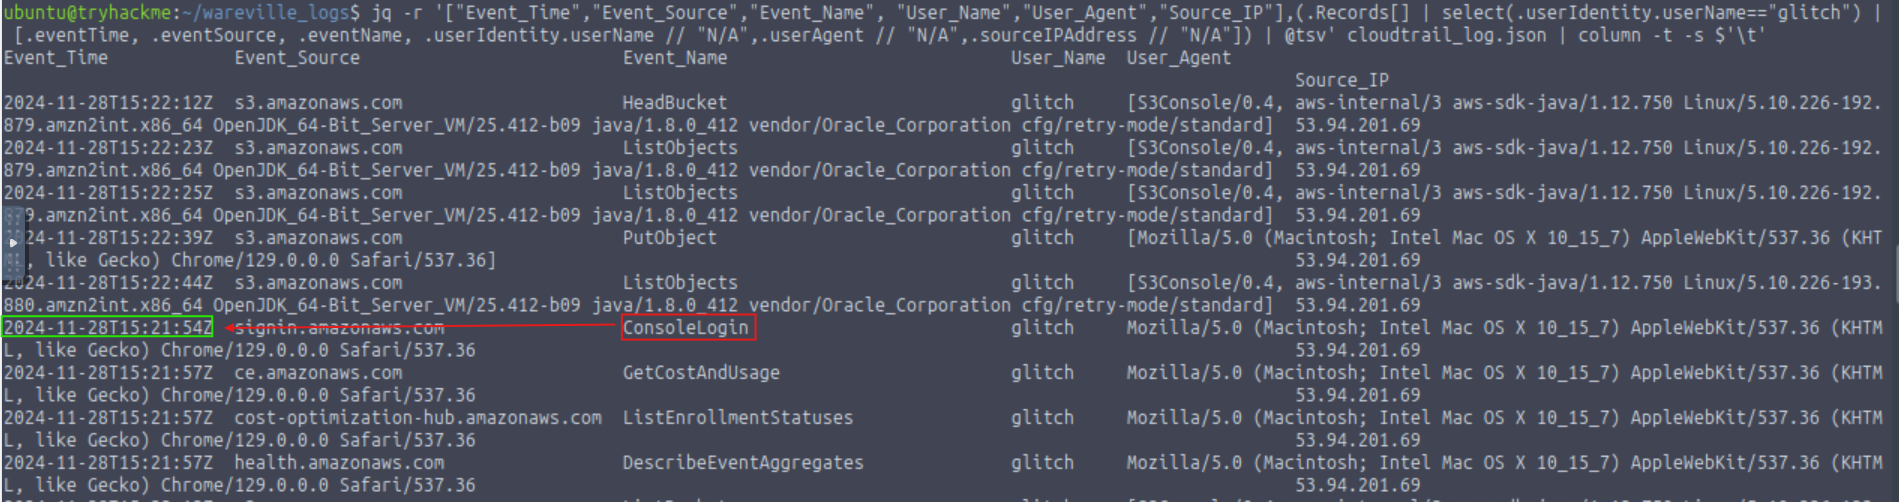 ubuntu@tryhackme:~/wareville_logs$ jq -r '["Event_Time","Event_Source","Event_Name", "User_Name","User_Agent","Source_IP"],(.Records[] | select(.userIdentity.userName=="glitch") |
[.eventTime, .eventSource, .eventName, .userIdentity.userName // "N/A",.userAgent // "N/A",.sourceIPAddress // "N/A"]) | @tsv' cloudtrail_log.json | column -t -s $'\t'
Event_Time Event_Source Event_Name User_Name User_Agent
Source_IP
2024-11-28T15:22:12Z s3.amazonaws.com HeadBucket glitch [S3Console/0.4, aws-internal/3 aws-sdk-java/1.12.750 Linux/5.10.226-192.
879.amzn2int.x86_64 OpenJDK_64-Bit_Server_VM/25.412-b09 java/1.8.0_412 vendor/Oracle_Corporation cfg/retry-mode/standard] 53.94.201.69
2024-11-28T15:22:23Z s3.amazonaws.com ListObjects glitch [S3Console/0.4, aws-internal/3 aws-sdk-java/1.12.750 Linux/5.10.226-192.
879.amzn2int.x86_64 OpenJDK_64-Bit_Server_VM/25.412-b09 java/1.8.0_412 vendor/Oracle_Corporation cfg/retry-mode/standard] 53.94.201.69
2024-11-28T15:22:25Z s3.amazonaws.com ListObjects glitch [S3Console/0.4, aws-internal/3 aws-sdk-java/1.12.750 Linux/5.10.226-192.
9.amzn2int.x86_64 OpenJDK_64-Bit_Server_VM/25.412-b09 java/1.8.0_412 vendor/Oracle_Corporation cfg/retry-mode/standard] 53.94.201.69
24-11-28T15:22:39Z s3.amazonaws.com PutObject glitch [Mozilla/5.0 (Macintosh; Intel Mac OS X 10_15_7) AppleWebKit/537.36 (KHT
, like Gecko) Chrome/129.0.0.0 Safari/537.36] 53.94.201.69
2024-11-28T15:22:44Z s3.amazonaws.com ListObjects glitch [S3Console/0.4, aws-internal/3 aws-sdk-java/1.12.750 Linux/5.10.226-193.
880.amzn2int.x86_64 OpenJDK_64-Bit_Server_VM/25.412-b09 java/1.8.0_412 vendor/Oracle_Corporation cfg/retry-mode/standard] 53.94.201.69
2024-11-28T15:21:54Z signin.amazonaws.com ConsoleLogin glitch Mozilla/5.0 (Macintosh; Intel Mac OS X 10_15_7) AppleWebKit/537.36 (KHTM
L, like Gecko) Chrome/129.0.0.0 Safari/537.36 53.94.201.69
2024-11-28T15:21:57Z ce.amazonaws.com GetCostAndUsage glitch Mozilla/5.0 (Macintosh; Intel Mac OS X 10_15_7) AppleWebKit/537.36 (KHTM
L, like Gecko) Chrome/129.0.0.0 Safari/537.36 53.94.201.69
2024-11-28T15:21:57Z cost-optimization-hub.amazonaws.com ListEnrollmentStatuses glitch Mozilla/5.0 (Macintosh; Intel Mac OS X 10_15_7) AppleWebKit/537.36 (KHTM
L, like Gecko) Chrome/129.0.0.0 Safari/537.36 53.94.201.69
2024-11-28T15:21:57Z health.amazonaws.com DescribeEventAggregates glitch Mozilla/5.0 (Macintosh; Intel Mac OS X 10_15_7) AppleWebKit/537.36 (KHTM
L, like Gecko) Chrome/129.0.0.0 Safari/537.36 53.94.201.69